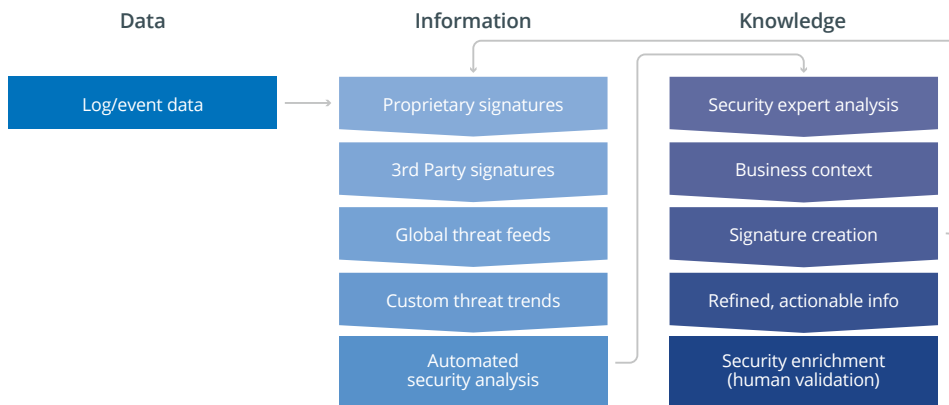 Data
Information
Knowledge
Log/event data
Proprietary signatures
3rd Party signatures
Global threat feeds
Custom threat trends
Automated
security analysis
Security expert analysis
Business context
Signature creation
Refined, actionable info
Security enrichment
(human validation)